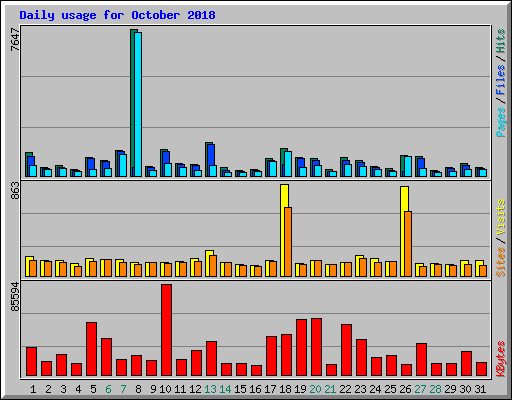 Daily usage for October 2018
7647
Pages / Files / Hits
863
Sites / Visits
85594
KBytes
1 2 3 4 5 6 7 8 9 10 11 12 13 14 15 16 17 18 19 20 21 22 23 24 25 26 27 28 29 30 31